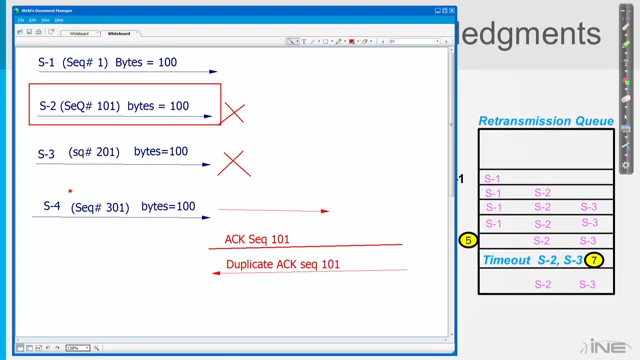 Webb's Document Manager
File Edit View Tools Help
Whiteboard
Whiteboard
ledgments
S-1 (Seq# 1) Bytes = 100
S-2 (SeQ# 101) bytes = 100
S-3 (sq# 201) bytes=100
S-4 (Seq# 301) bytes=100
ACK Seq 101
Duplicate ACK seq 101
158%
Retransmission Queue
-1
S-1
S-1 S-2
S-1 S-2 S-3
S-1 S-2 S-3
5 S-2 S-3
Timeout S-2, S-3 7
S-2 S-3
iNE